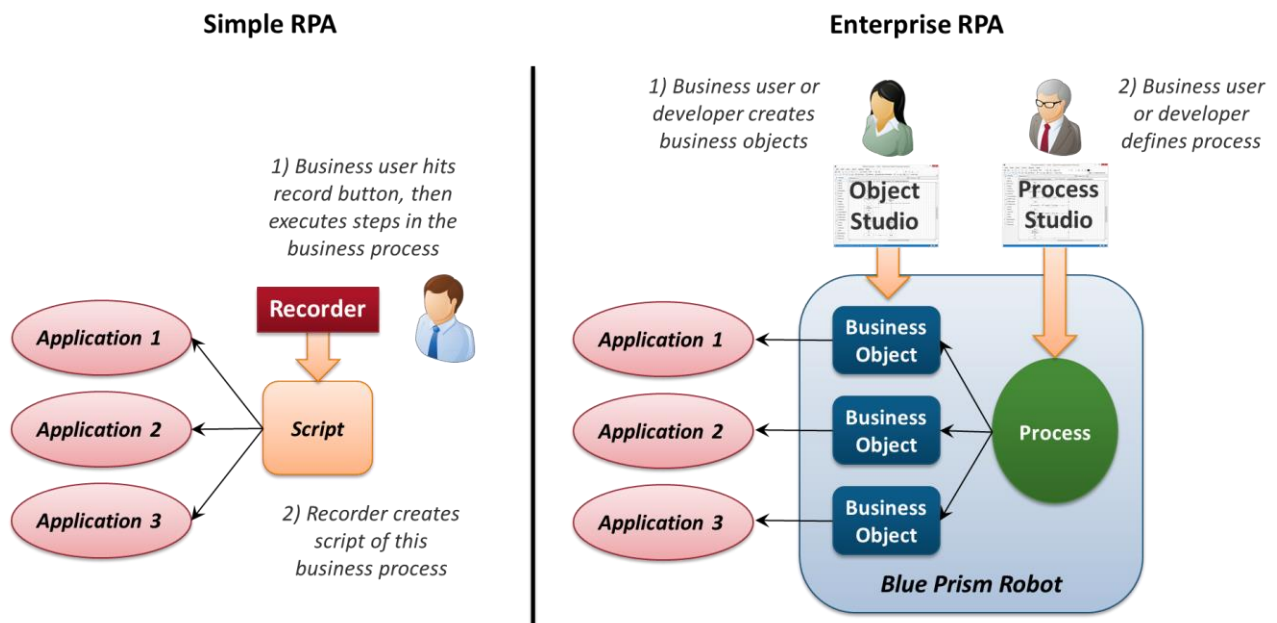 Simple RPA
1) Business user hits
record button, then
executes steps in the
business process
Recorder
Application 1
Application 2
Application 3
Script
2) Recorder creates
script of this
business process
Enterprise RPA
1) Business user or
developer creates
business objects
2) Business user
or developer
defines process
Object
Studio
Process
Studio
Application 1
Application 2
Application 3
Business
Object
Business
Object
Business
Object
Process
Blue Prism Robot